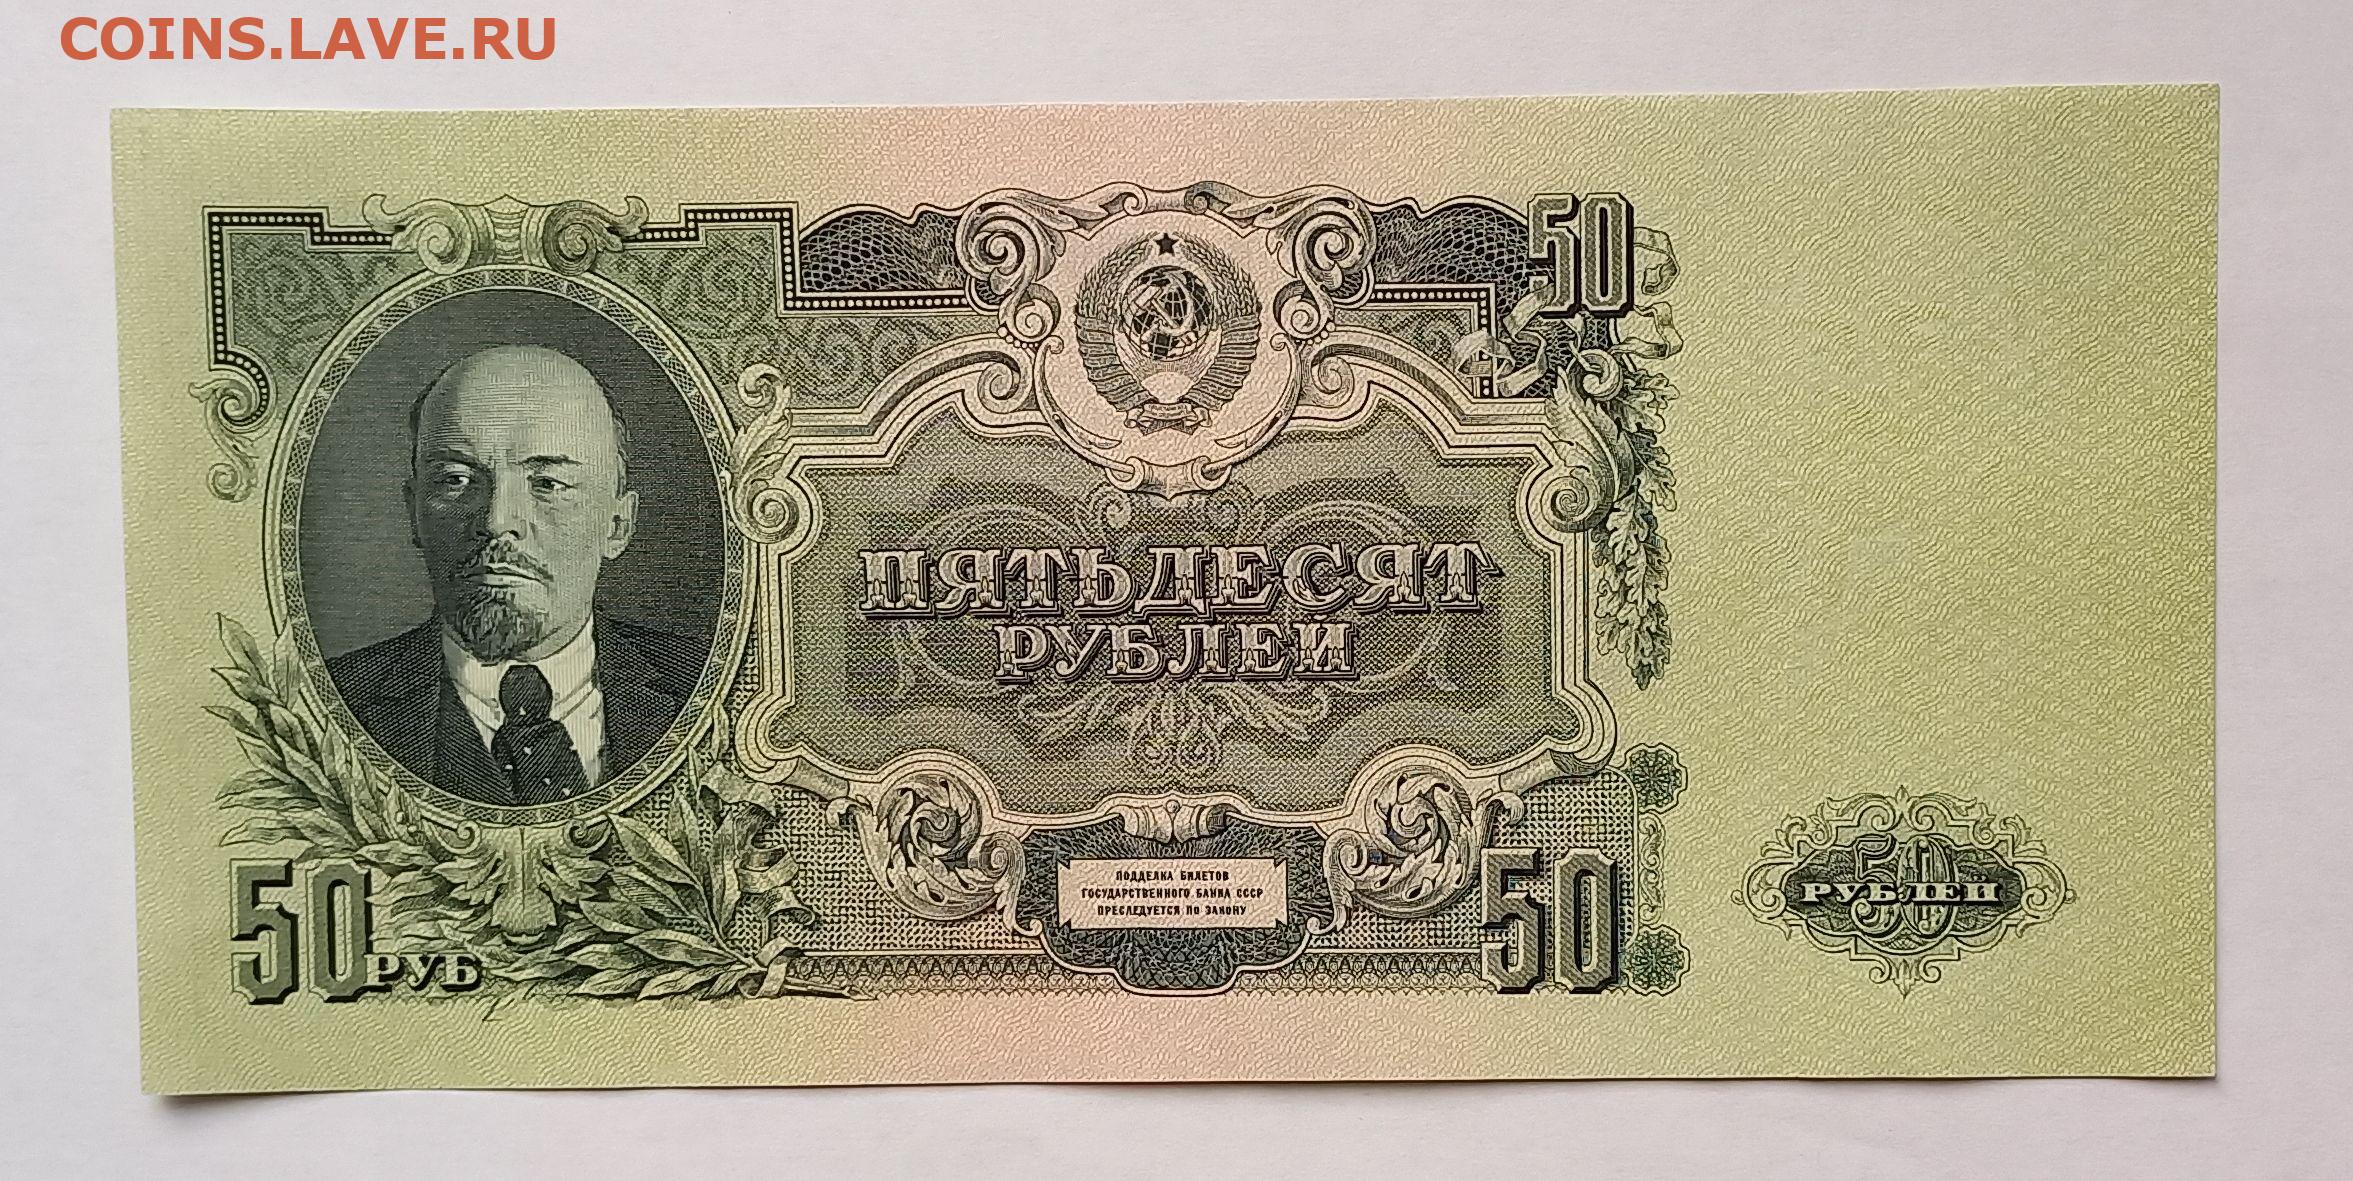 COINS.LAVE.RU
50
ПЯТЬДЕСЯТ
РУБЛЕЙ
50 РУБ
ПОДДЕЛКА БИЛЕТОВ
ГОСУДАРСТВЕННОГО БАНКА СССР
ПРЕСЛЕДУЕТСЯ ПО ЗАКОНУ
50
50
РУБЛЕЙ